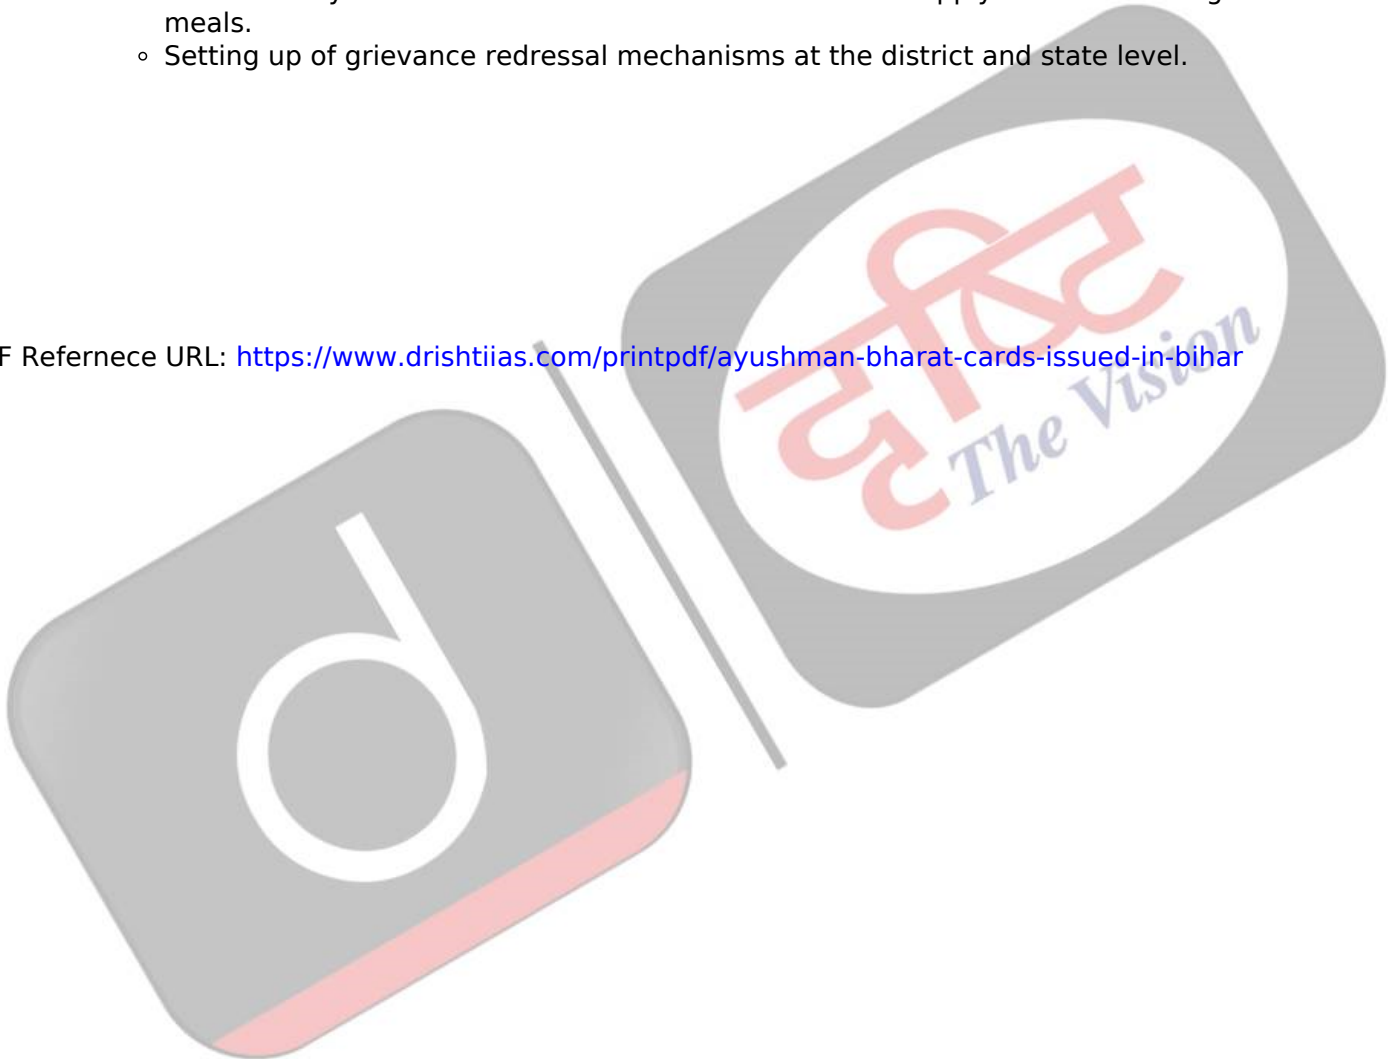 meals.
Setting up of grievance redressal mechanisms at the district and state level.
F Refernece URL: https://www.drishtiias.com/printpdf/ayushman-bharat-cards-issued-in-bihar
दृष्टि
The Vision
d